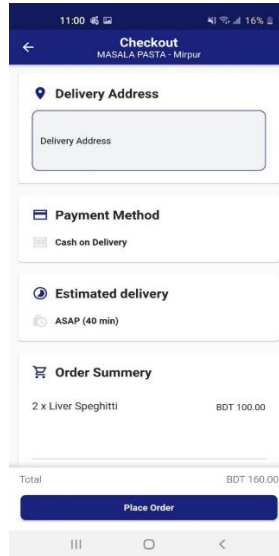 11:00 16%
Checkout
MASALA PASTA - Mirpur
Delivery Address
Delivery Address
Payment Method
Cash on Delivery
Estimated delivery
ASAP (40 min)
Order Summery
2 x Liver Speghitti BDT 100.00
Total BDT 160.00
Place Order